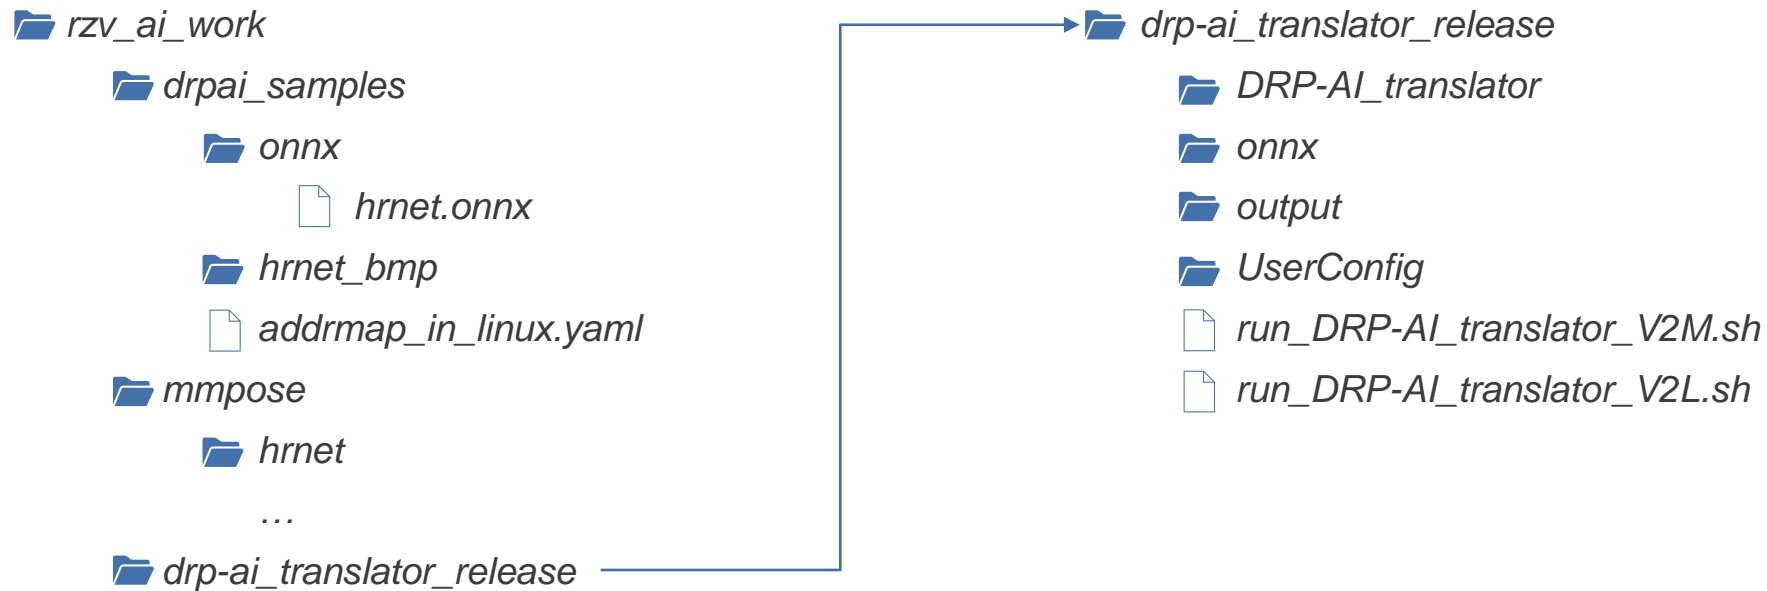 rzv_ai_work
drpai_samples
onnx
hrnet.onnx
hrnet_bmp
addrmap_in_linux.yaml
mmpose
hrnet
…
drp-ai_translator_release
drp-ai_translator_release
DRP-AI_translator
onnx
output
UserConfig
run_DRP-AI_translator_V2M.sh
run_DRP-AI_translator_V2L.sh